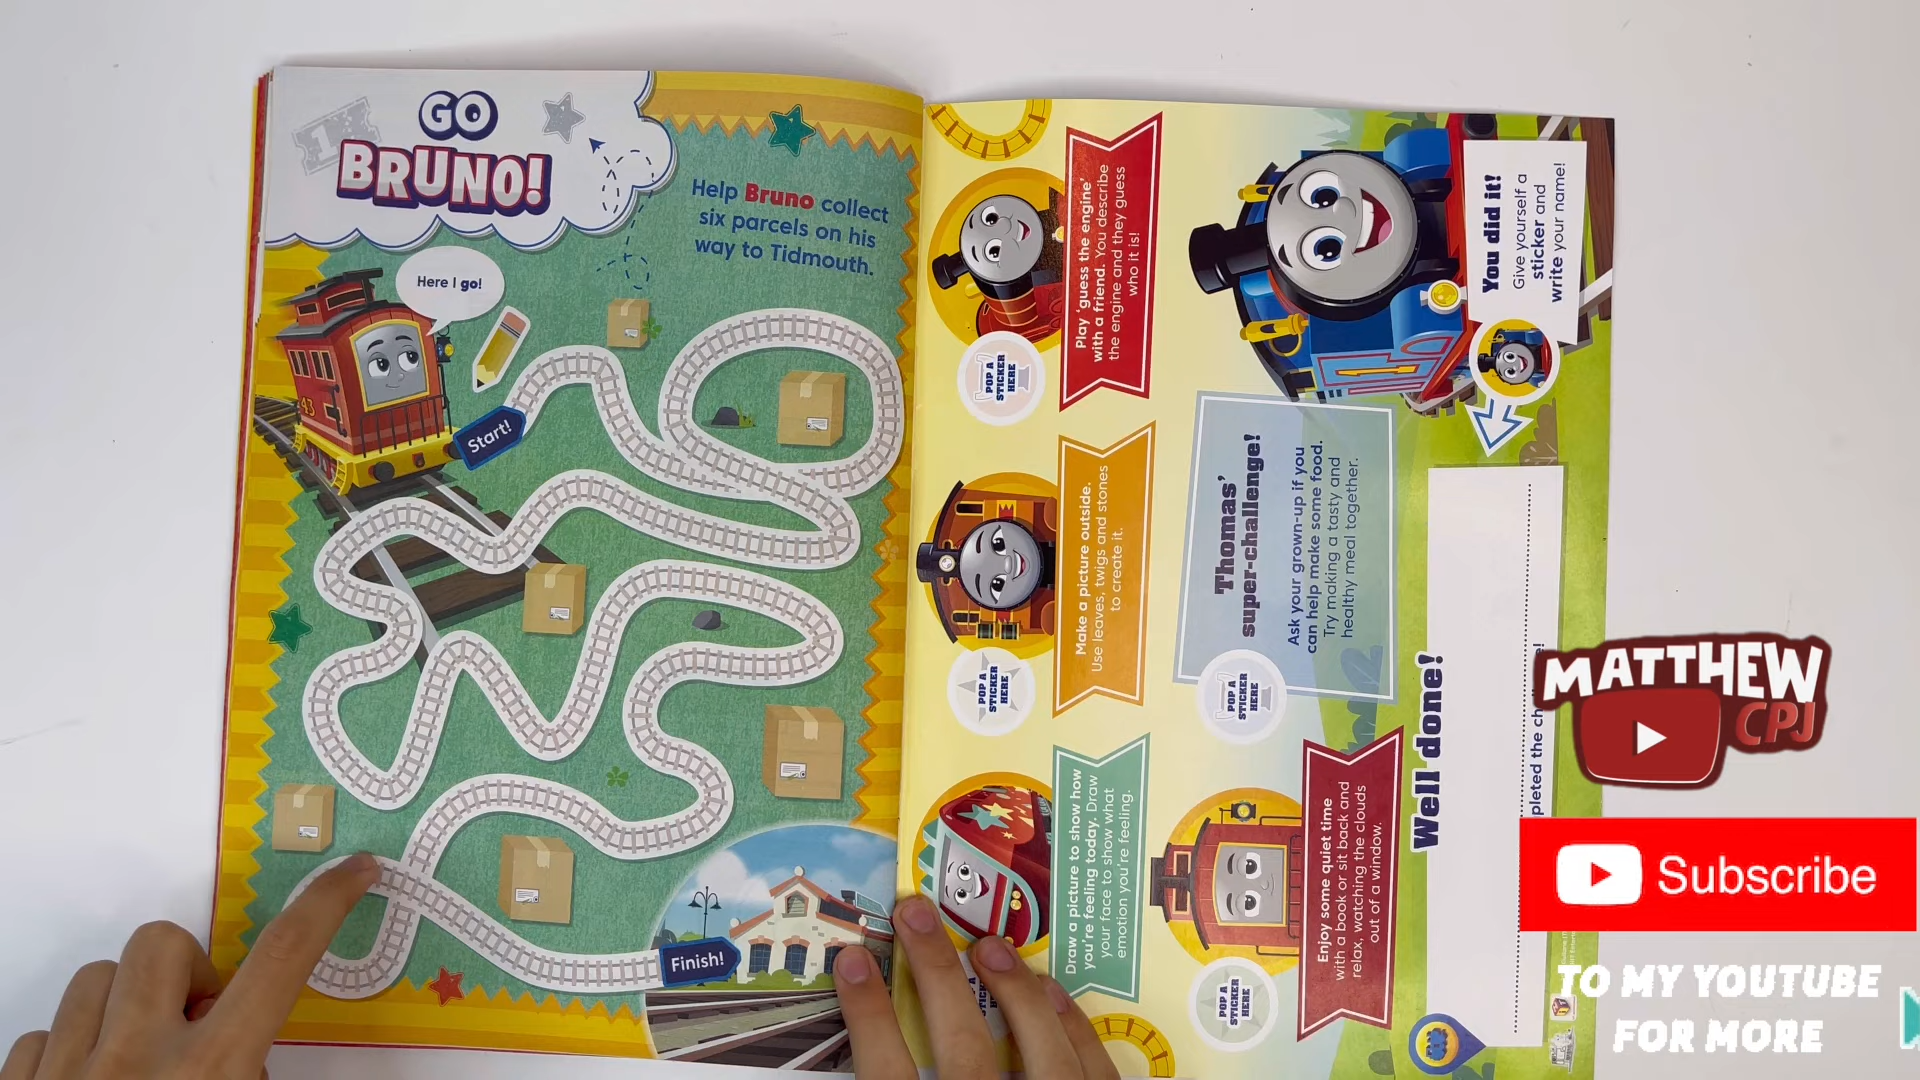 GO
BRUNO!
Help Bruno collect
six parcels on his
way to Tidmouth.
Here I go!
Start!
43
Finish!
Play 'guess the engine'
with a friend. You describe
the engine and they guess
who it is!
POP A
STICKER
HERE
Make a picture outside.
Use leaves, twigs and stones
to create it.
POP A
STICKER
HERE
Draw a picture to show how
you're feeling today. Draw
your face to show what
emotion you're feeling.
POP A
Thomas'
super-challenge!
Ask your grown-up if you
can help make some food.
Try making a tasty and
healthy meal together.
POP A
STICKER
HERE
Enjoy some quiet time
with a book or sit back and
relax, watching the clouds
out of a window.
POP A
STICKER
HERE
You did it!
Give yourself a
sticker and
write your name!
1
Well done!
MATTHEW
CPJ
Subscribe
TO MY YOUTUBE
FOR MORE